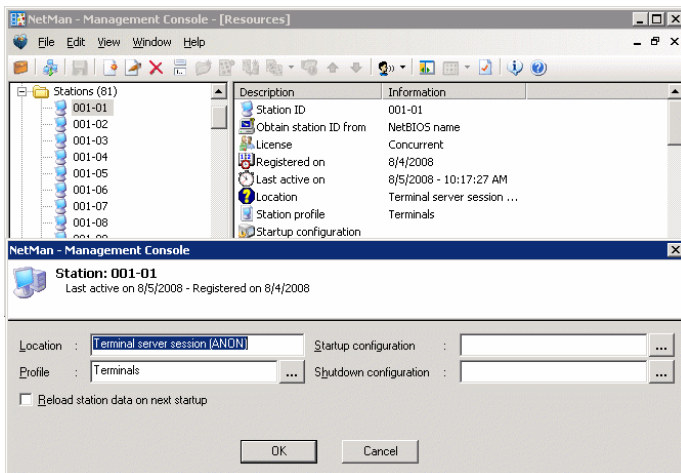 NetMan - Management Console - [Resources]
File Edit View Window Help
Stations (81)
001-01
001-02
001-03
001-04
001-05
001-06
001-07
001-08
Description Information
Station ID 001-01
Obtain station ID from NetBIOS name
License Concurrent
Registered on 8/4/2008
Last active on 8/5/2008 - 10:17:27 AM
Location Terminal server session ...
Station profile Terminals
Startup configuration
NetMan - Management Console
Station: 001-01
Last active on 8/5/2008 - Registered on 8/4/2008
Location : Terminal server session (ANON) Startup configuration : ...
Profile : Terminals ... Shutdown configuration : ...
Reload station data on next startup
OK Cancel